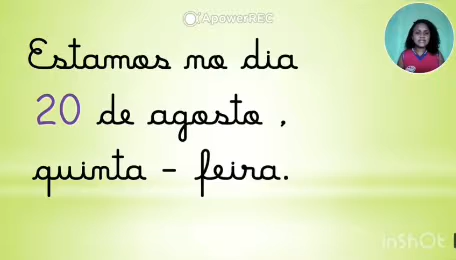 ApowerREC
Estamos no dia
20 de agosto ,
quinta - feira.
InShOt